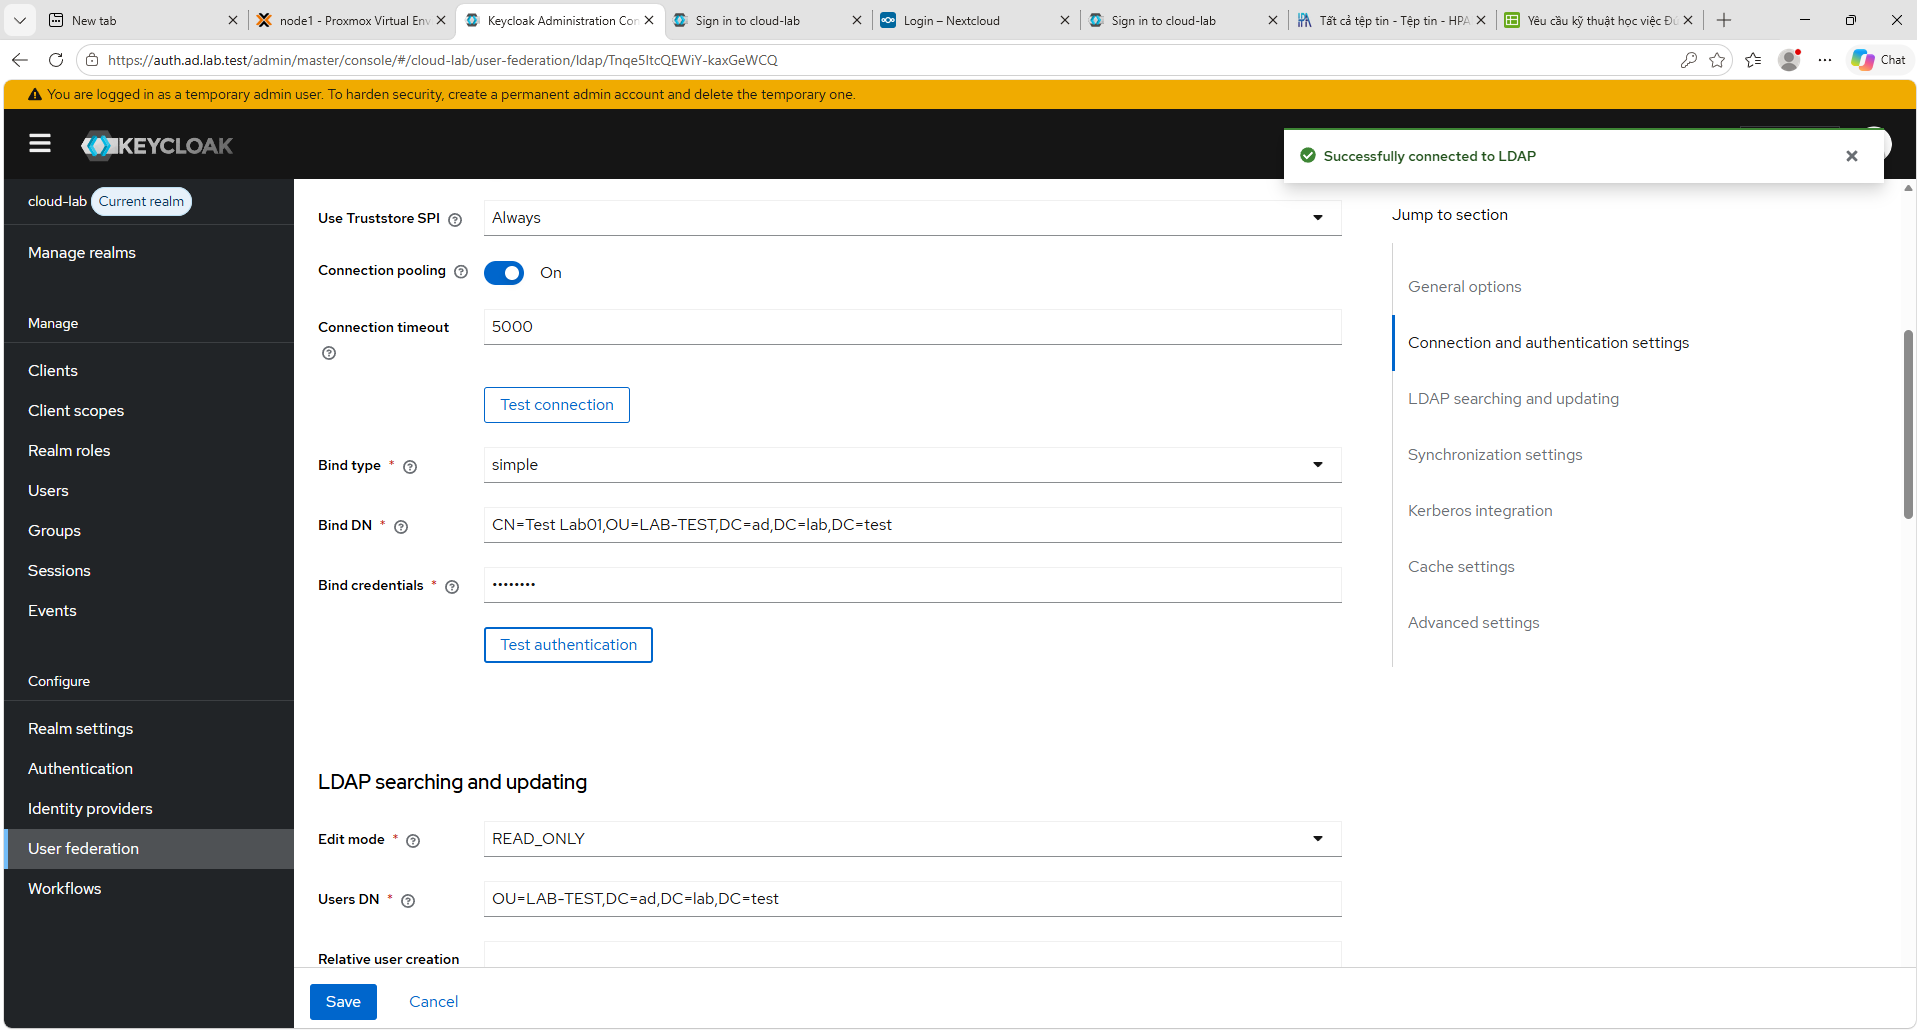 New tab
node1 - Proxmox Virtual Env
Keycloak Administration Con
Sign in to cloud-lab
Login – Nextcloud
Sign in to cloud-lab
Tất cả tệp tin - Tệp tin - HPA
Yêu cầu kỹ thuật học việc Đú
https://auth.ad.lab.test/admin/master/console/#/cloud-lab/user-federation/ldap/Tnqe5ItcQEWiY-kaxGeWCQ
Chat
You are logged in as a temporary admin user. To harden security, create a permanent admin account and delete the temporary one.
KEYCLOAK
Successfully connected to LDAP
cloud-lab Current realm
Manage realms
Manage
Clients
Client scopes
Realm roles
Users
Groups
Sessions
Events
Configure
Realm settings
Authentication
Identity providers
User federation
Workflows
Use Truststore SPI
Always
Connection pooling
On
Connection timeout
5000
Test connection
Bind type *
simple
Bind DN *
CN=Test Lab01,OU=LAB-TEST,DC=ad,DC=lab,DC=test
Bind credentials *
••••••••
Test authentication
LDAP searching and updating
Edit mode *
READ_ONLY
Users DN *
OU=LAB-TEST,DC=ad,DC=lab,DC=test
Relative user creation
Save
Cancel
Jump to section
General options
Connection and authentication settings
LDAP searching and updating
Synchronization settings
Kerberos integration
Cache settings
Advanced settings